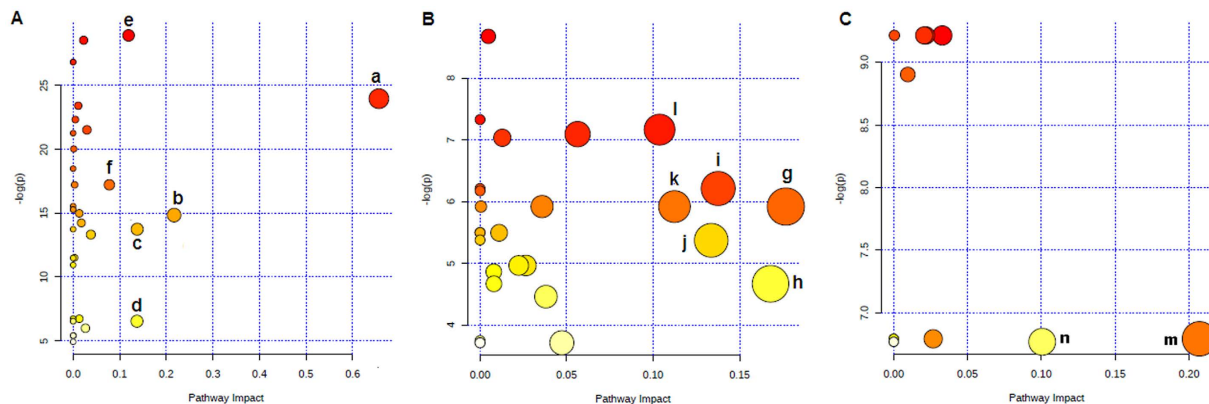 A
e
a
f
b
c
d
25
20
15
10
5
-log(p)
0.0 0.1 0.2 0.3 0.4 0.5 0.6
Pathway Impact
B
l
i
k
g
j
h
8
7
6
5
4
-log(p)
0.00 0.05 0.10 0.15
Pathway Impact
C
n
m
9.0
8.5
8.0
7.5
7.0
-log(p)
0.00 0.05 0.10 0.15 0.20
Pathway Impact